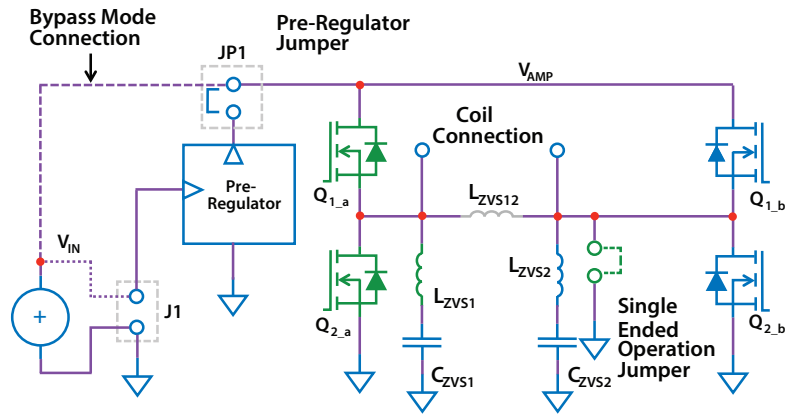 Bypass Mode
Connection
Pre-Regulator
Jumper
JP1
VAMP
Coil
Connection
Pre-
Regulator
Q1_a
LZVS12
Q1_b
VIN
J1
+
LZVS1
LZVS2
Q2_a
Q2_b
Single
Ended
Operation
Jumper
CZVS1
CZVS2